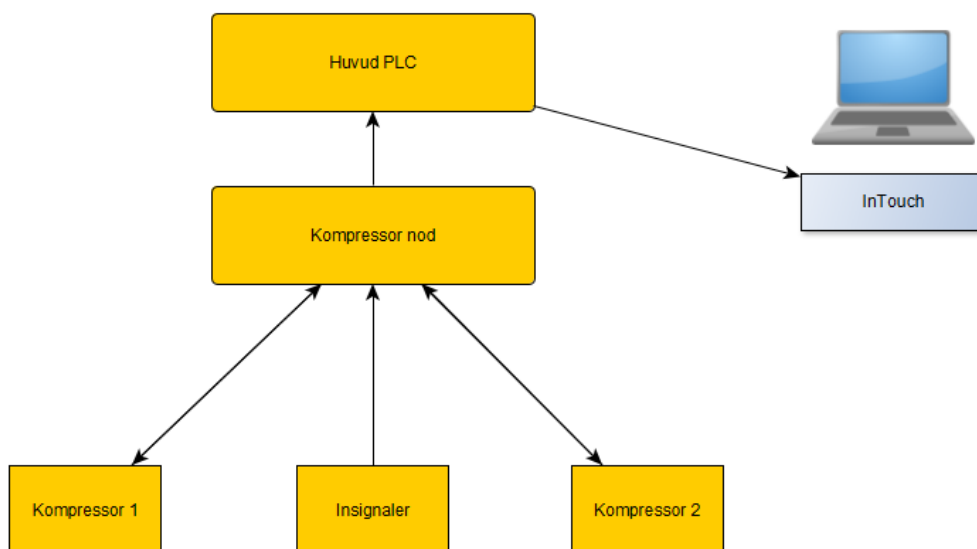 Huvud PLC
InTouch
Kompressor nod
Kompressor 1
Insignaler
Kompressor 2